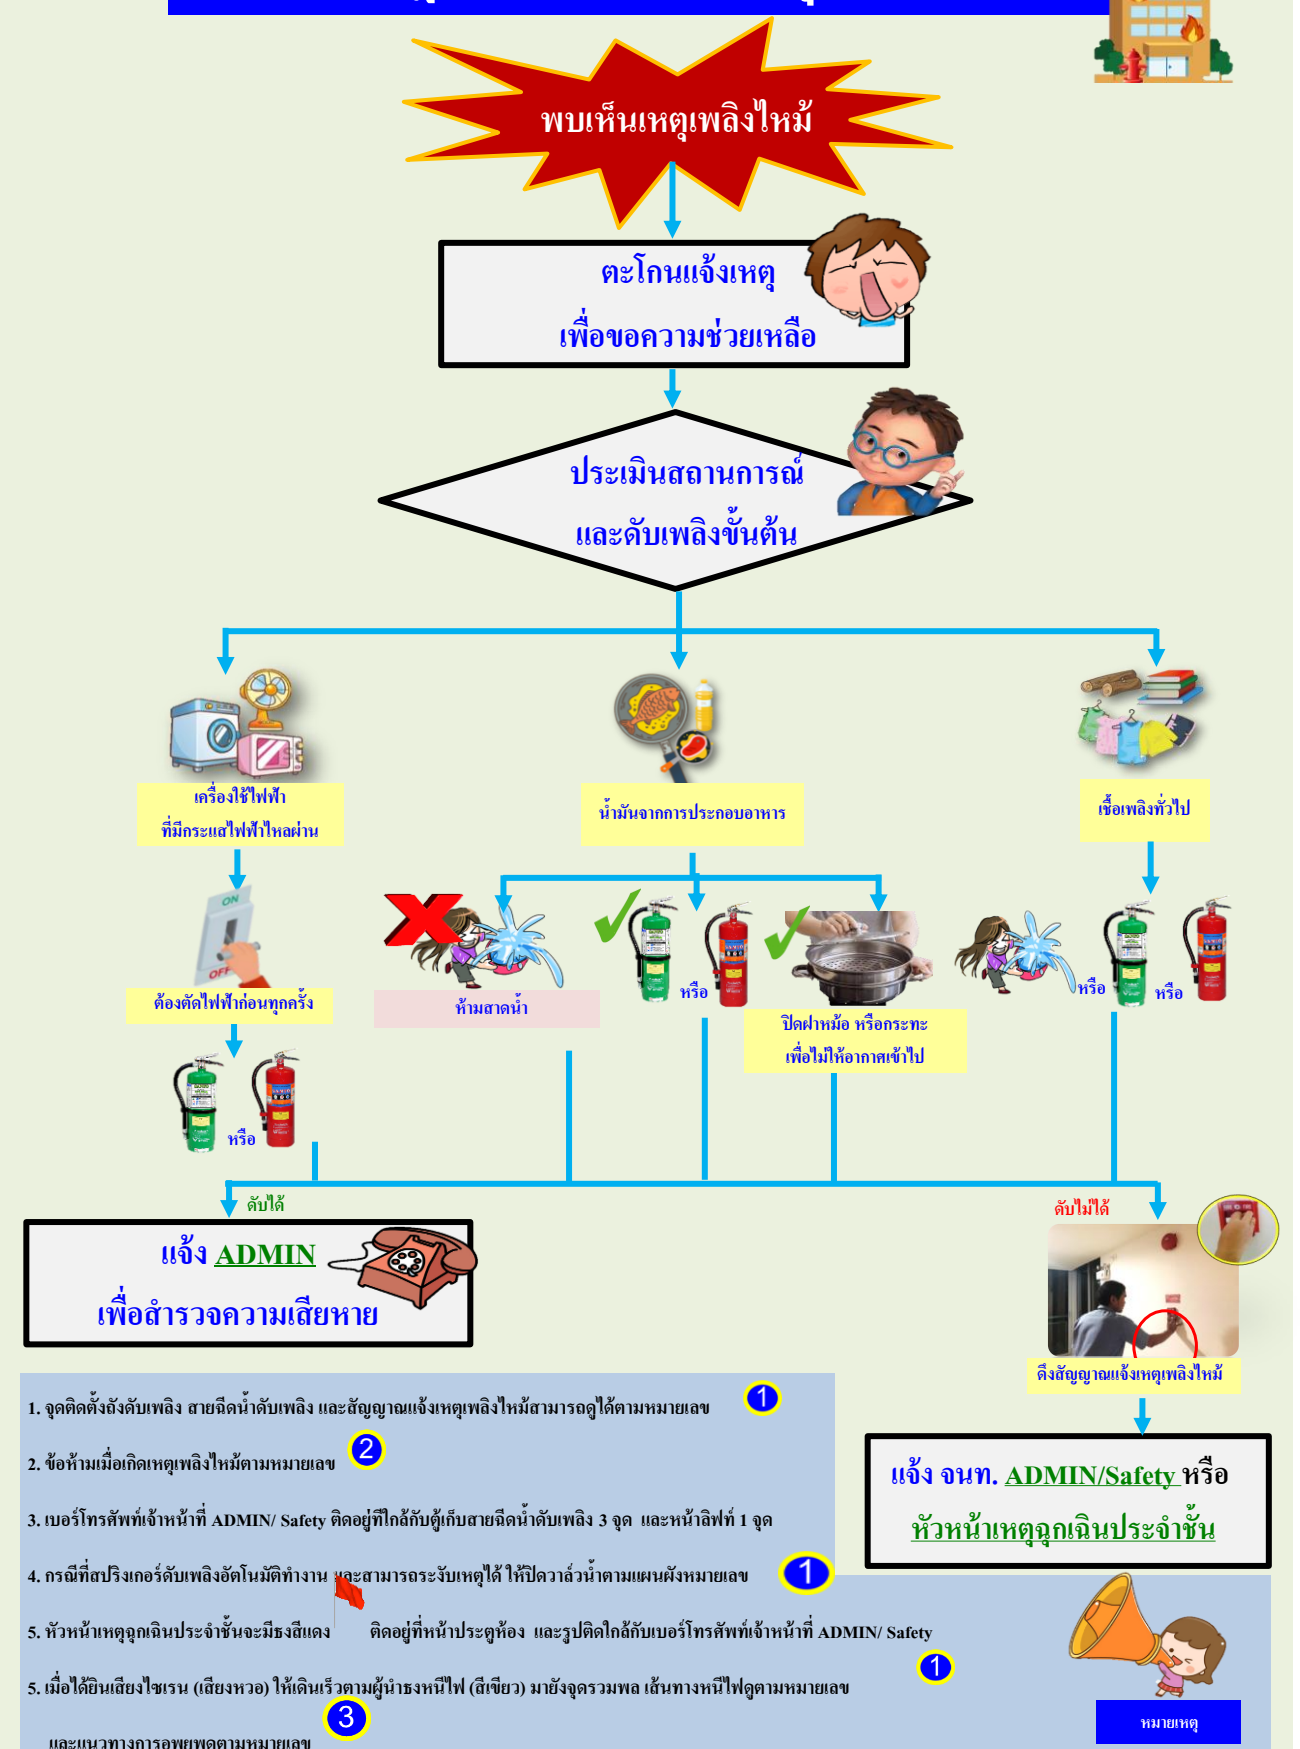 พบเห็นเหตุเพลิงไหม้
ตะโกนแจ้งเหตุ
เพื่อขอความช่วยเหลือ
ประเมินสถานการณ์
และดับเพลิงขั้นต้น
เครื่องใช้ไฟฟ้า
ที่มีกระแสไฟฟ้าไหลผ่าน
น้ำมันจากการประกอบอาหาร
เชื้อเพลิงทั่วไป
ON
OFF
ต้องตัดไฟฟ้าก่อนทุกครั้ง
ห้ามสาดน้ำ
หรือ
ปิดฝาหม้อ หรือกระทะ
เพื่อไม่ให้อากาศเข้าไป
หรือ
หรือ
หรือ
ดับได้
ดับไม่ได้
แจ้ง ADMIN
เพื่อสำรวจความเสียหาย
ดึงสัญญาณแจ้งเหตุเพลิงไหม้
แจ้ง จนท. ADMIN/Safety หรือ
หัวหน้าเหตุฉุกเฉินประจำชั้น
1. จุดติดตั้งถังดับเพลิง สายฉีดน้ำดับเพลิง และสัญญาณแจ้งเหตุเพลิงไหม้สามารถดูได้ตามหมายเลข 1
2. ข้อห้ามเมื่อเกิดเหตุเพลิงไหม้ตามหมายเลข 2
3. เบอร์โทรศัพท์เจ้าหน้าที่ ADMIN/ Safety ติดอยู่ที่ใกล้กับตู้เก็บสายฉีดน้ำดับเพลิง 3 จุด และหน้าลิฟท์ 1 จุด
4. กรณีที่สปริงเกอร์ดับเพลิงอัตโนมัติทำงาน และสามารถระงับเหตุได้ ให้ปิดวาล์วน้ำตามแผนผังหมายเลข 1
5. หัวหน้าเหตุฉุกเฉินประจำชั้นจะมีธงสีแดง ติดอยู่ที่หน้าประตูห้อง และรูปติดใกล้กับเบอร์โทรศัพท์เจ้าหน้าที่ ADMIN/ Safety
5. เมื่อได้ยินเสียงไซเรน (เสียงหวอ) ให้เดินเร็วตามผู้นำธงหนีไฟ (สีเขียว) มายังจุดรวมพล เส้นทางหนีไฟดูตามหมายเลข 1
และแนวทางการอพยพดูตามหมายเลข 3
หมายเหตุ